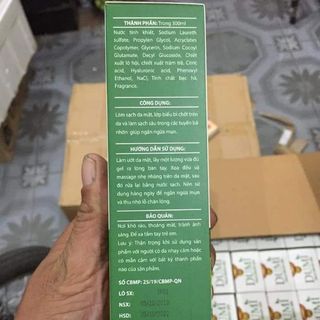 THÀNH PHẦN: Trong 300ml
Nước tinh khiết, Sodium Laureth
sulfate, Propylen Glycol, Acryclates
Copolymer, Glycerin, Sodium Cocoyl
Glutamate, Dacyl Glucoside, Chiết
xuất lô hội, chiết xuất tràm trà, Citric
acid, Hyaluronic acid, Phenoxy
Ethanol, NaCl, Tinh chất bạc hà,
Fragrance.
CÔNG DỤNG:
Làm sạch da mặt, lớp biểu bì chết trên
da và làm sạch sâu trong các tuyến bã
nhờn giúp ngăn ngừa mụn.
HƯỚNG DẪN SỬ DỤNG:
Làm ướt da mặt, lấy một lượng vừa đủ
gel ra lòng bàn tay. Xoa đều và
massage nhẹ nhàng trên da mặt, sau
đó rửa lại bằng nước sạch. Nên sử
dụng hàng ngày để ngăn ngừa mụn
và thu nhỏ lỗ chân lông.
BẢO QUẢN:
Nơi khô ráo, thoáng mát, tránh ánh
sáng. Để xa tầm tay trẻ em.
Lưu ý: Thận trọng khi sử dụng sản
phẩm với người có da nhạy cảm hoặc
có mẫn cảm với bất kỳ thành phần nào
của sản phẩm.
SỐ CBMP: 25/19/CBMP-QN
LÔ SX:
NSX:
HSD: